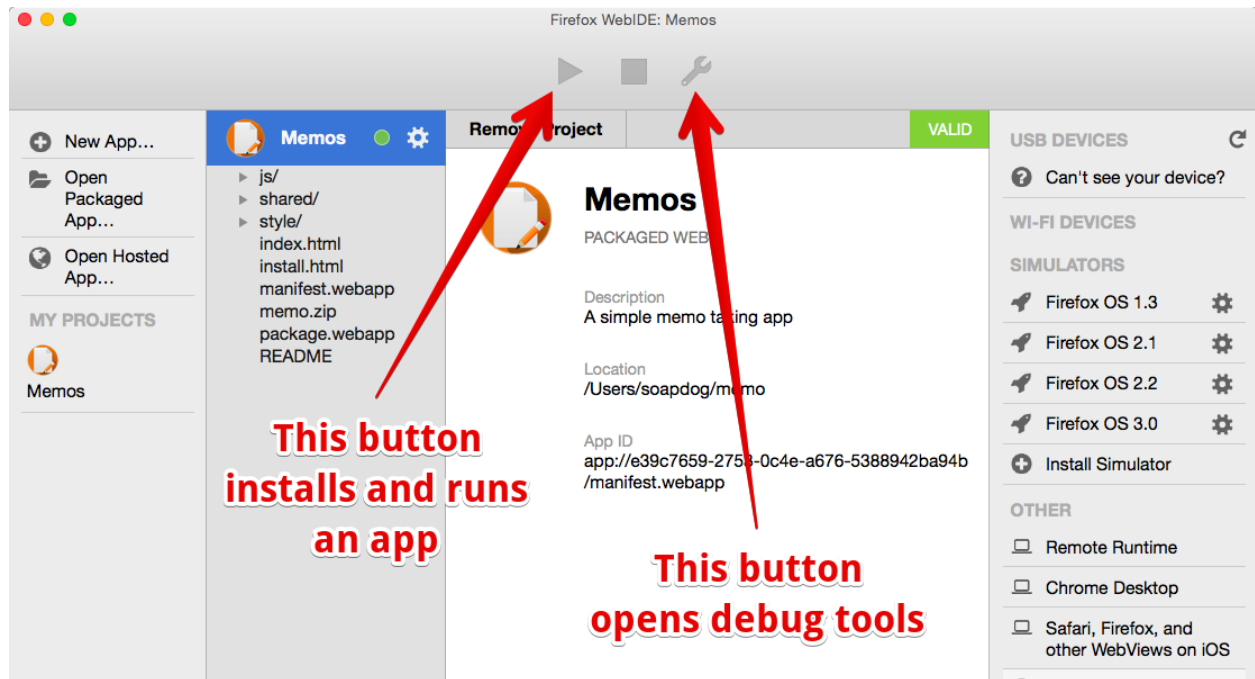 Firefox WebIDE: Memos
New App...
Open
Packaged
App...
Open Hosted
App...
MY PROJECTS
Memos
Memos
js/
shared/
style/
index.html
install.html
manifest.webapp
memo.zip
package.webapp
README
Project
VALID
Memos
PACKAGED WEB
Description
A simple memo taking app
Location
/Users/soapdog/memo
App ID
app://e39c7659-2753-0c4e-a676-5388942ba94b
/manifest.webapp
This button
installs and runs
an app
This button
opens debug tools
USB DEVICES
Can't see your device?
WI-FI DEVICES
SIMULATORS
Firefox OS 1.3
Firefox OS 2.1
Firefox OS 2.2
Firefox OS 3.0
Install Simulator
OTHER
Remote Runtime
Chrome Desktop
Safari, Firefox, and
other WebViews on iOS